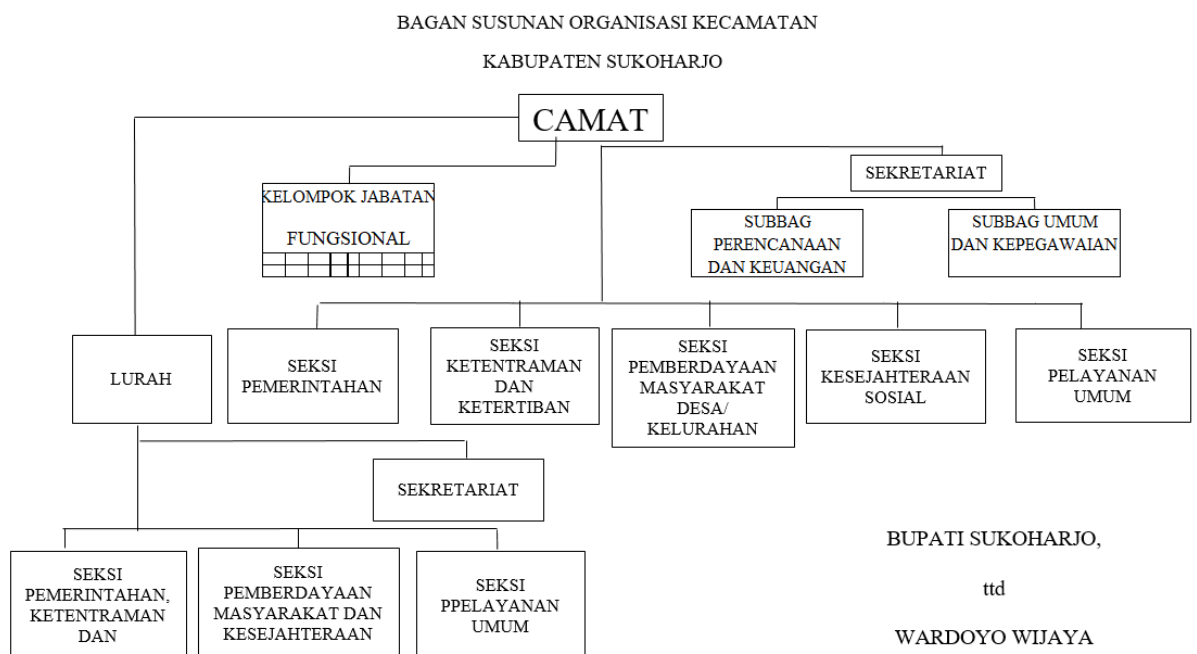 BAGAN SUSUNAN ORGANISASI KECAMATAN
KABUPATEN SUKOHARJO
CAMAT
KELOMPOK JABATAN
FUNGSIONAL
SEKRETARIAT
SUBBAG
PERENCANAAN
DAN KEUANGAN
SUBBAG UMUM
DAN KEPEGAWAIAN
LURAH
SEKSI
PEMERINTAHAN
SEKSI
KETENTRAMAN
DAN
KETERTIBAN
SEKSI
PEMBERDAYAAN
MASYARAKAT
DESA/
KELURAHAN
SEKSI
KESEJAHTERAAN
SOSIAL
SEKSI
PELAYANAN
UMUM
SEKRETARIAT
SEKSI
PEMERINTAHAN,
KETENTRAMAN
DAN
SEKSI
PEMBERDAYAAN
MASYARAKAT DAN
KESEJAHTERAAN
SEKSI
PPELAYANAN
UMUM
BUPATI SUKOHARJO,
ttd
WARDOYO WIJAYA